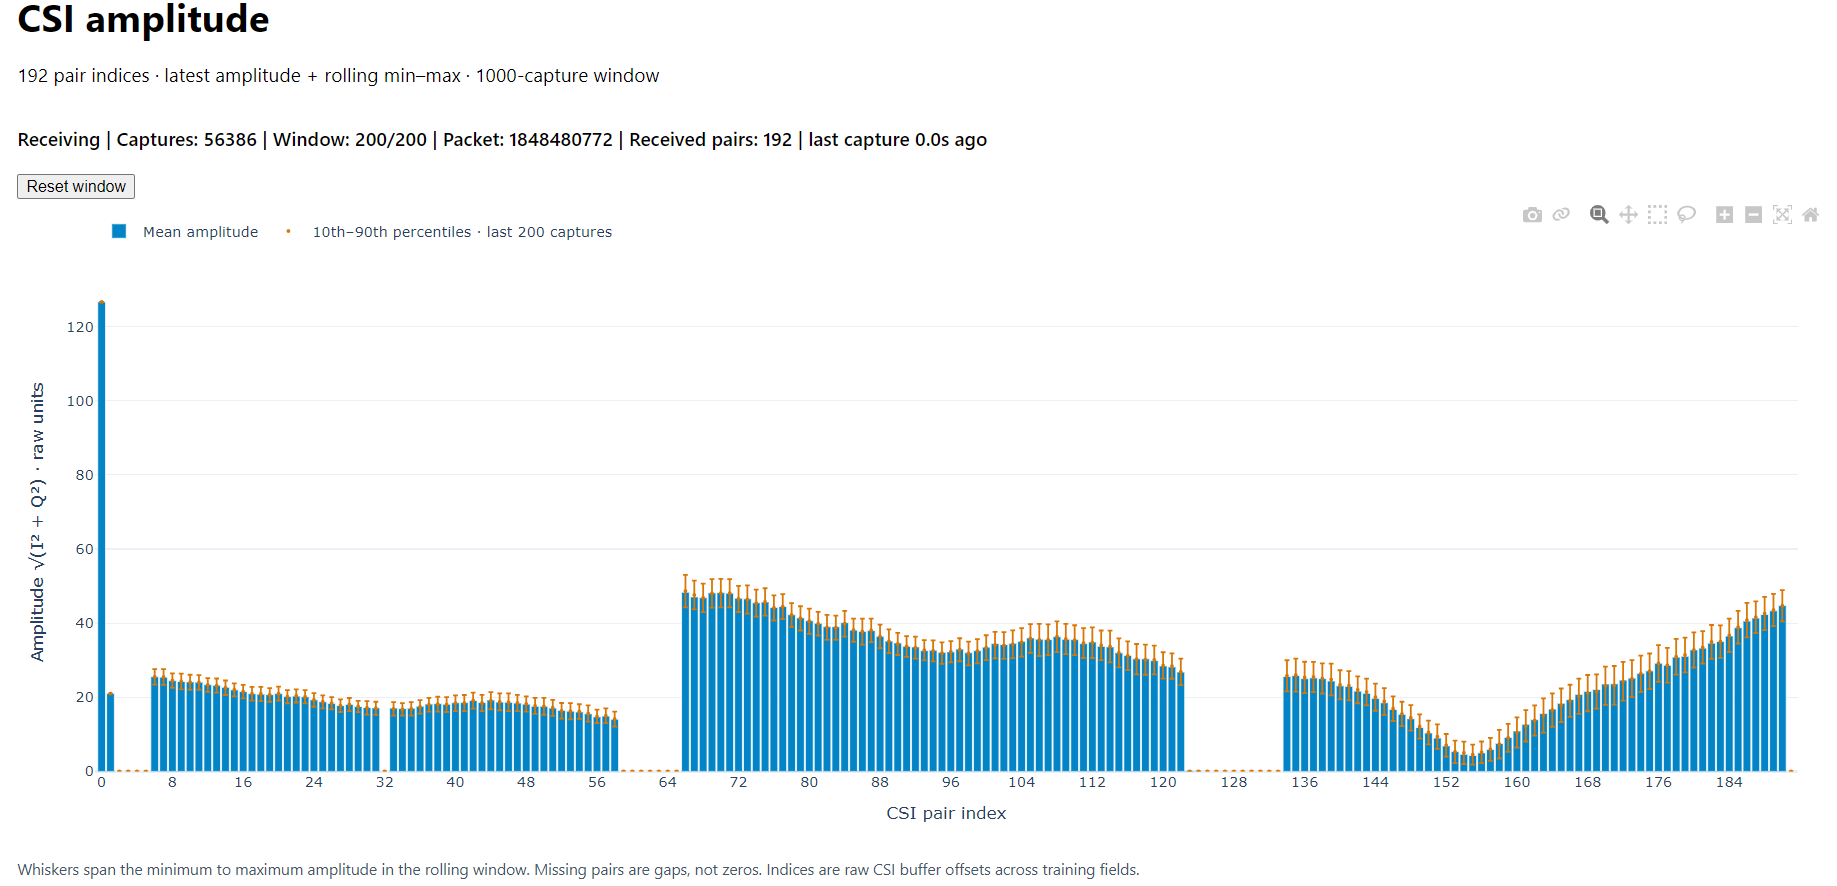 CSI amplitude
192 pair indices · latest amplitude + rolling min–max · 1000-capture window
Receiving | Captures: 56386 | Window: 200/200 | Packet: 1848480772 | Received pairs: 192 | last capture 0.0s ago
Reset window
Mean amplitude 10th–90th percentiles · last 200 captures
Amplitude √(I² + Q²) · raw units
120
100
80
60
40
20
0
0 8 16 24 32 40 48 56 64 72 80 88 96 104 112 120 128 136 144 152 160 168 176 184
CSI pair index
Whiskers span the minimum to maximum amplitude in the rolling window. Missing pairs are gaps, not zeros. Indices are raw CSI buffer offsets across training fields.